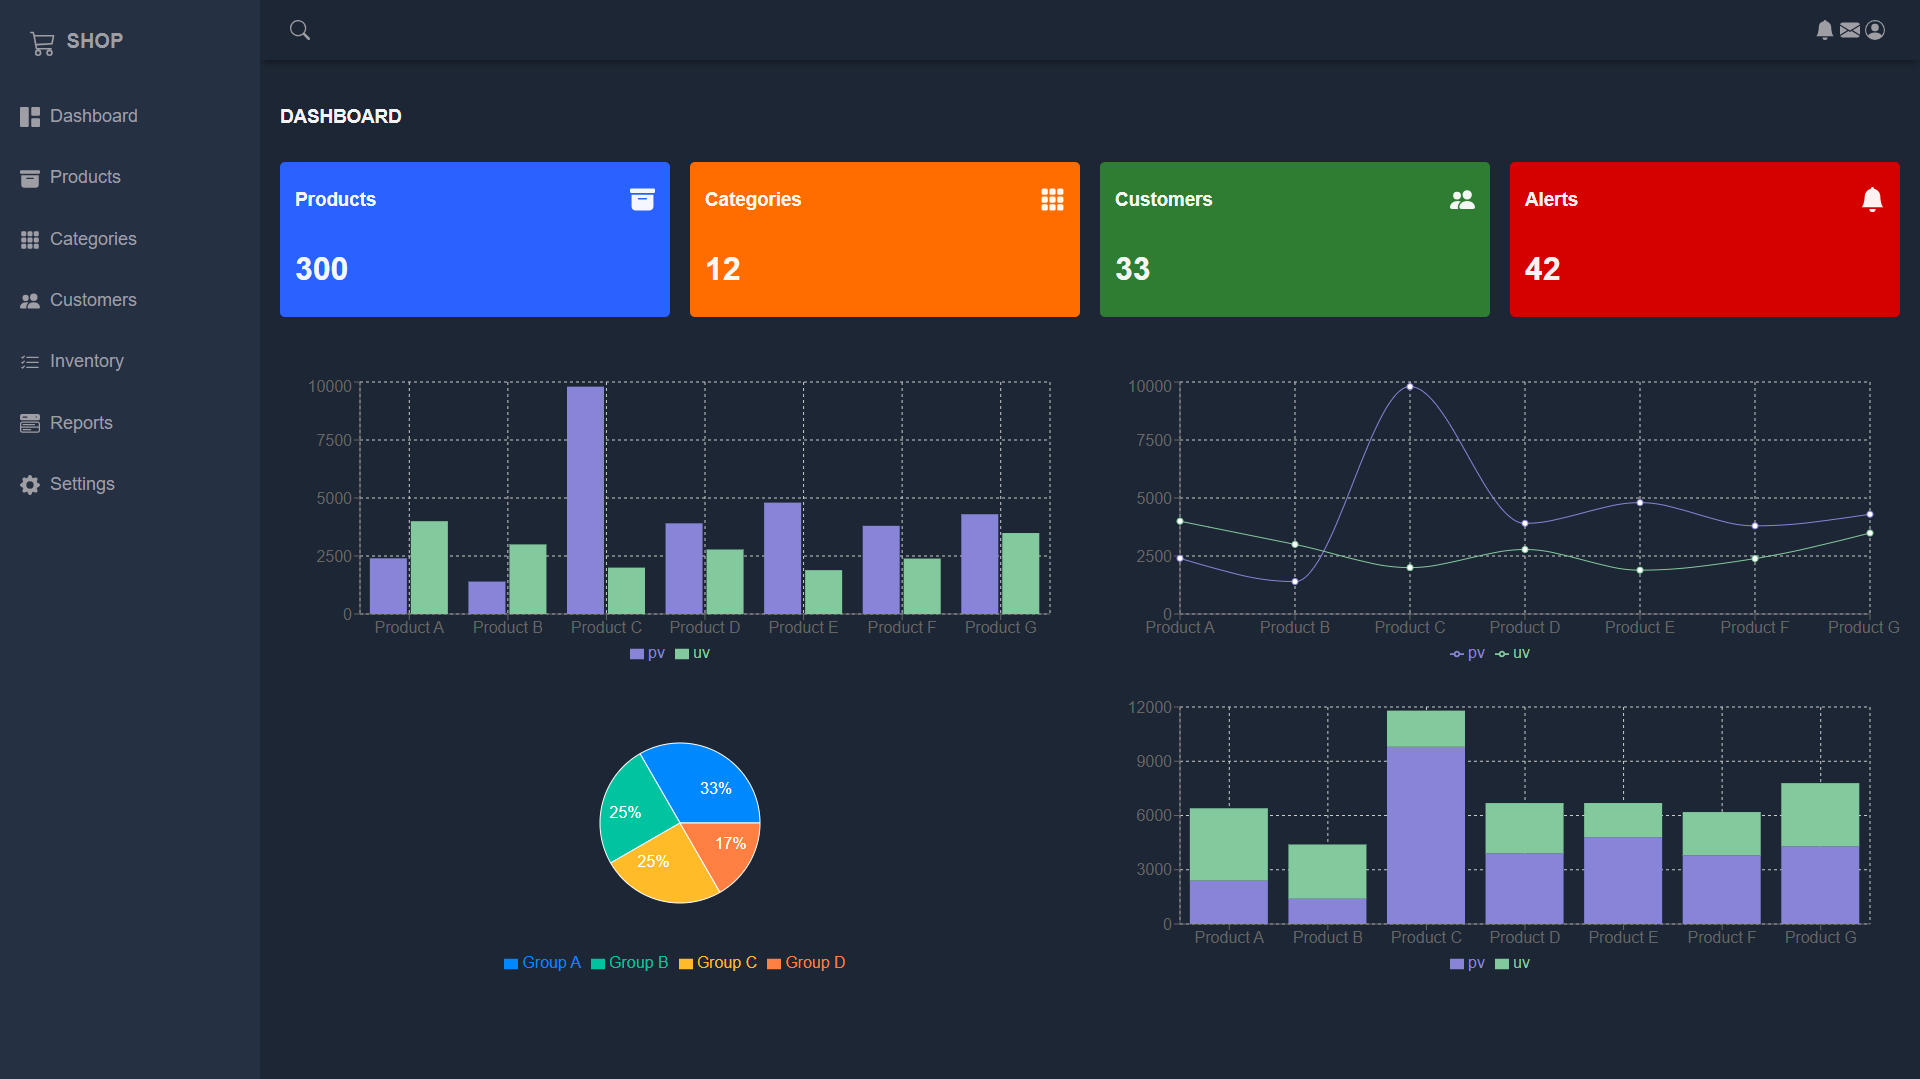 SHOP
Dashboard
Products
Categories
Customers
Inventory
Reports
Settings
DASHBOARD
Products
300
Categories
12
Customers
33
Alerts
42
10000
7500
5000
2500
0
Product A Product B Product C Product D Product E Product F Product G
pv uv
10000
7500
5000
2500
0
Product A Product B Product C Product D Product E Product F Product G
pv uv
33%
25%
17%
25%
Group A Group B Group C Group D
12000
9000
6000
3000
0
Product A Product B Product C Product D Product E Product F Product G
pv uv